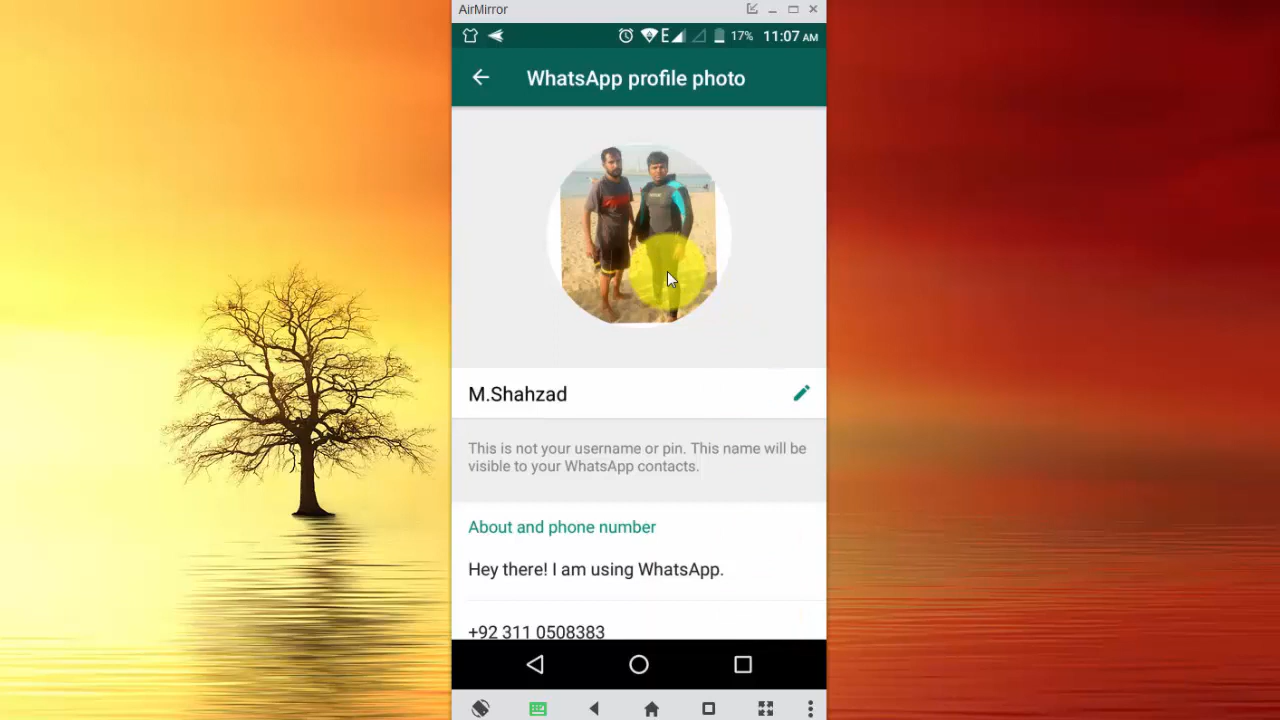 AirMirror
E 17% 11:07 AM
WhatsApp profile photo
M.Shahzad
This is not your username or pin. This name will be
visible to your WhatsApp contacts.
About and phone number
Hey there! I am using WhatsApp.
+92 311 0508383